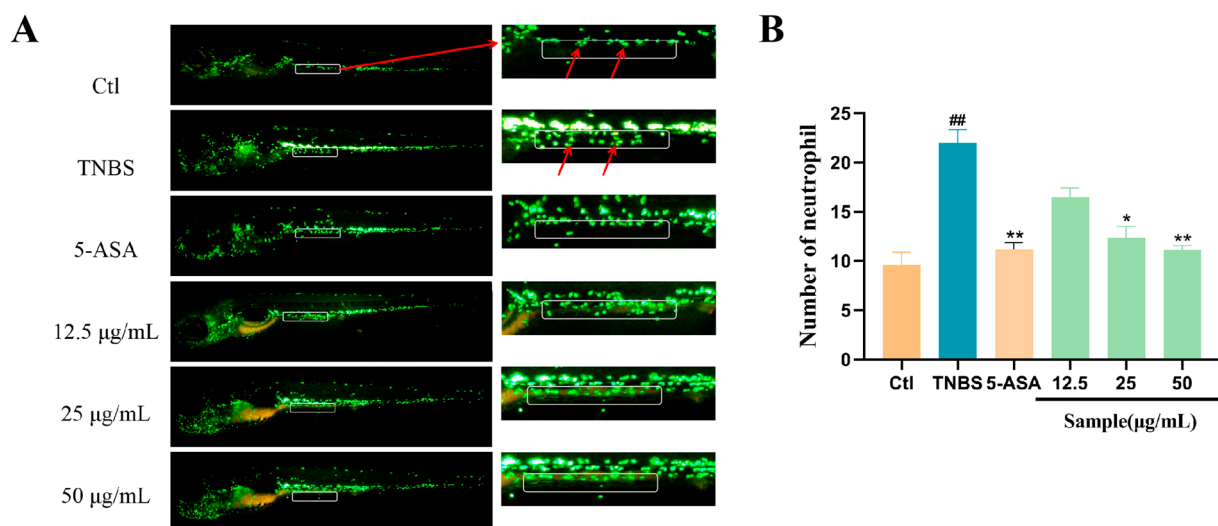 A
Ctl
TNBS
5-ASA
12.5 μg/mL
25 μg/mL
50 μg/mL
B
Number of neutrophil
25
20
15
10
5
0
##
**
*
**
Ctl TNBS 5-ASA 12.5 25 50
Sample(μg/mL)